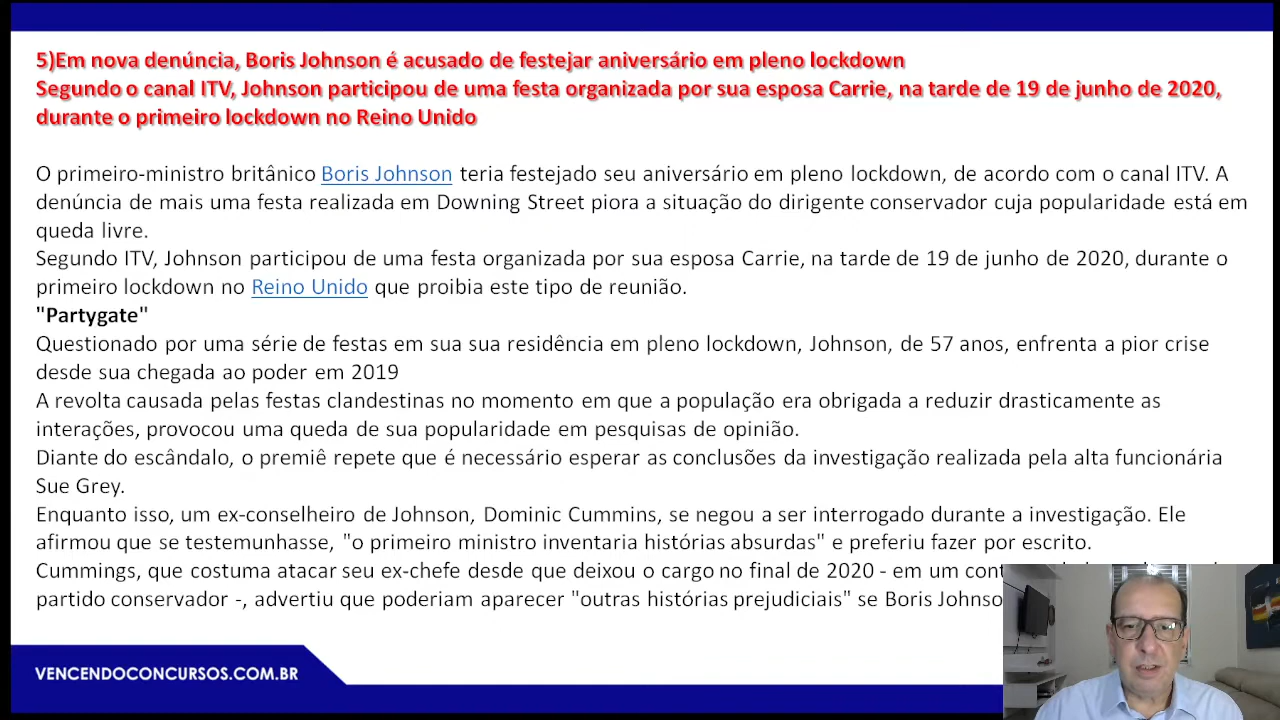 5)Em nova denúncia, Boris Johnson é acusado de festejar aniversário em pleno lockdown
Segundo o canal ITV, Johnson participou de uma festa organizada por sua esposa Carrie, na tarde de 19 de junho de 2020,
durante o primeiro lockdown no Reino Unido
O primeiro-ministro britânico Boris Johnson teria festejado seu aniversário em pleno lockdown, de acordo com o canal ITV. A
denúncia de mais uma festa realizada em Downing Street piora a situação do dirigente conservador cuja popularidade está em
queda livre.
Segundo ITV, Johnson participou de uma festa organizada por sua esposa Carrie, na tarde de 19 de junho de 2020, durante o
primeiro lockdown no Reino Unido que proibia este tipo de reunião.
"Partygate"
Questionado por uma série de festas em sua sua residência em pleno lockdown, Johnson, de 57 anos, enfrenta a pior crise
desde sua chegada ao poder em 2019
A revolta causada pelas festas clandestinas no momento em que a população era obrigada a reduzir drasticamente as
interações, provocou uma queda de sua popularidade em pesquisas de opinião.
Diante do escândalo, o premiê repete que é necessário esperar as conclusões da investigação realizada pela alta funcionária
Sue Grey.
Enquanto isso, um ex-conselheiro de Johnson, Dominic Cummins, se negou a ser interrogado durante a investigação. Ele
afirmou que se testemunhasse, "o primeiro ministro inventaria histórias absurdas" e preferiu fazer por escrito.
Cummings, que costuma atacar seu ex-chefe desde que deixou o cargo no final de 2020 - em um
partido conservador -, advertiu que poderiam aparecer "outras histórias prejudiciais" se Boris
VENCENDOCONCURSOS.COM.BR